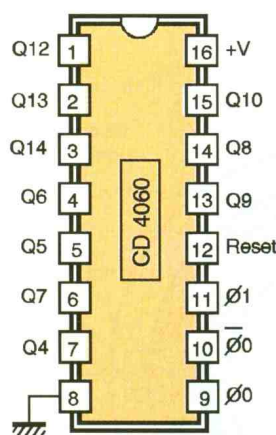 Q12 1 16 +V
Q13 2 15 Q10
Q14 3 14 Q8
Q6 4 13 Q9
Q5 5 12 Reset
Q7 6 11 Ø1
Q4 7 10 Ø̅0
8 9 Ø0
CD 4060